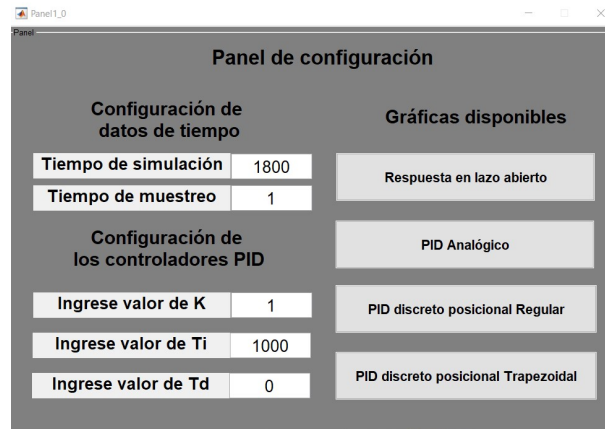 Panel1_0
Panel
Panel de configuración
Configuración de
datos de tiempo
Tiempo de simulación 1800
Tiempo de muestreo 1
Configuración de
los controladores PID
Ingrese valor de K 1
Ingrese valor de Ti 1000
Ingrese valor de Td 0
Gráficas disponibles
Respuesta en lazo abierto
PID Analógico
PID discreto posicional Regular
PID discreto posicional Trapezoidal